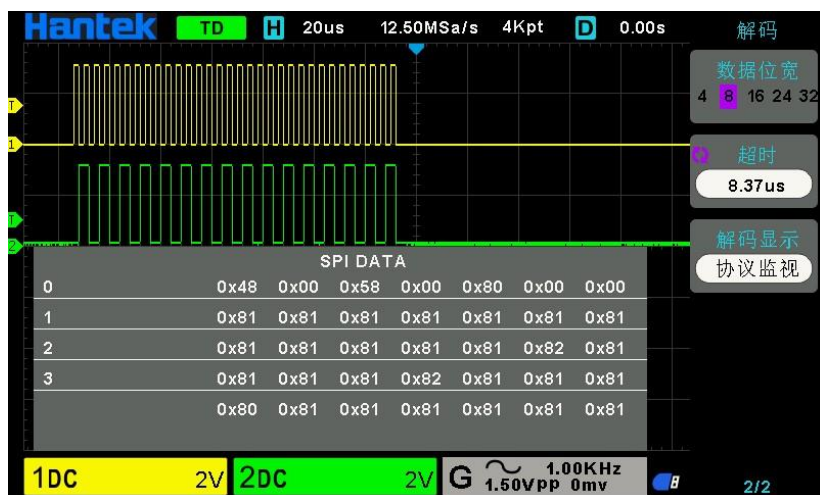 Hantek TD H 20us 12.50MSa/s 4Kpt D 0.00s 解码
数据位宽
4 8 16 24 32
T
1
超时
8.37us
T
2
解码显示
协议监视
SPI DATA
0 0x48 0x00 0x58 0x00 0x80 0x00 0x00
1 0x81 0x81 0x81 0x81 0x81 0x81 0x81
2 0x81 0x81 0x81 0x81 0x81 0x82 0x81
3 0x81 0x81 0x81 0x82 0x81 0x81 0x81
0x80 0x81 0x81 0x81 0x81 0x81 0x81
1DC 2V 2DC 2V G 1.00KHz
1.50Vpp 0mv
2/2